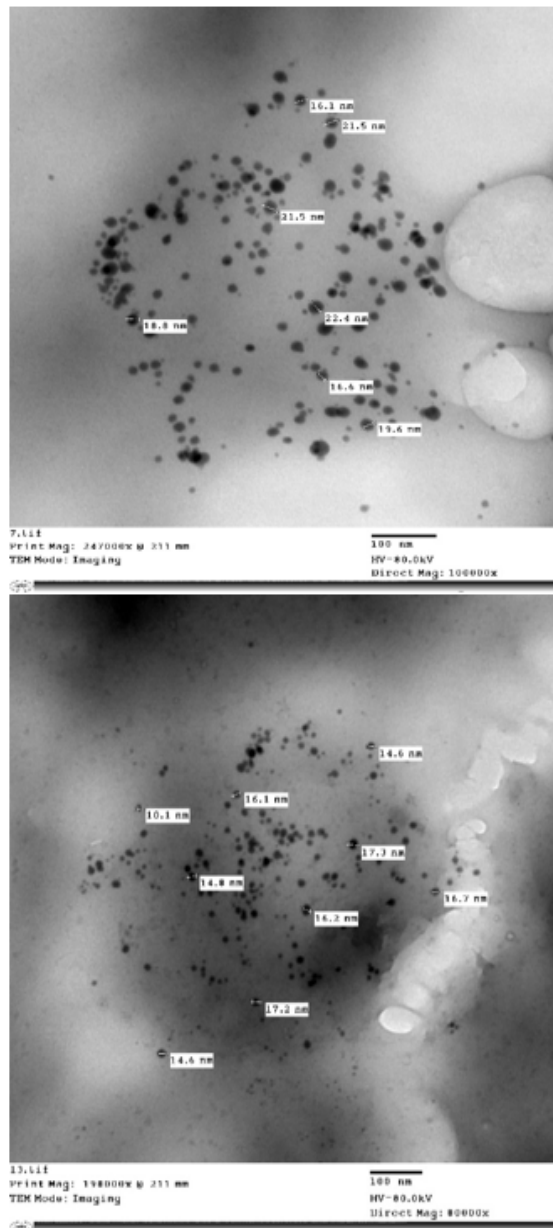 16.1 nm
21.5 nm
21.5 nm
22.4 nm
18.8 nm
16.6 nm
19.6 nm
7.tif
Print Mag: 247000x @ 211 mm
TEM Mode: Imaging
100 nm
HV=80.0kV
Direct Mag: 100000x
14.6 nm
16.1 nm
10.1 nm
17.3 nm
14.8 nm
16.7 nm
16.2 nm
17.2 nm
14.6 nm
13.tif
Print Mag: 198000x @ 211 mm
TEM Mode: Imaging
100 nm
HV=80.0kV
Direct Mag: 80000x